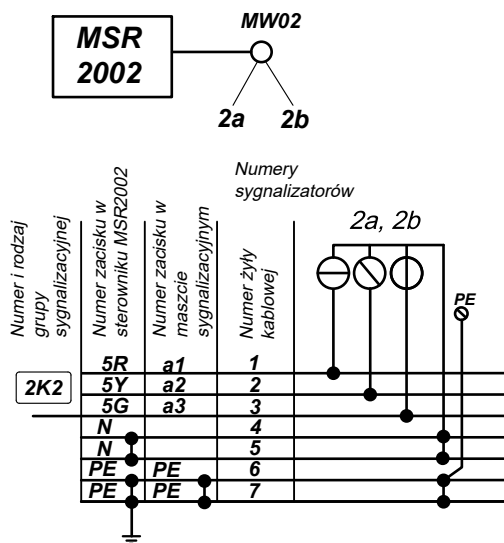 MSR
2002
MW02
2a
2b
Numer i rodzaj
grupy
sygnalizacyjnej
Numer zacisku w
sterowniku MSR2002
Numer zacisku w
maszcie
sygnalizacyjnym
Numer żyły
kablowej
Numery
sygnalizatorów
2a, 2b
PE
2K2
5R a1 1
5Y a2 2
5G a3 3
N 4
N 5
PE PE 6
PE PE 7